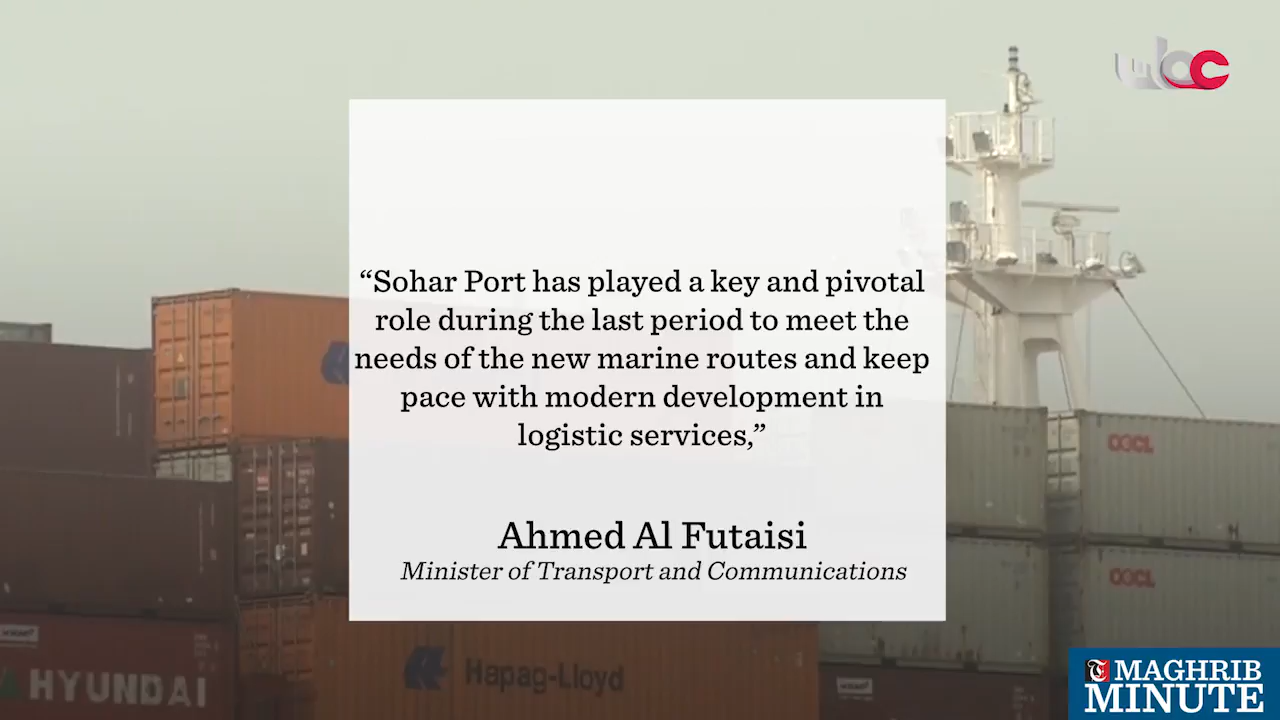 “Sohar Port has played a key and pivotal
role during the last period to meet the
needs of the new marine routes and keep
pace with modern development in
logistic services,”
Ahmed Al Futaisi
Minister of Transport and Communications
OOCL
OOCL
HYUNDAI
Hapag-Lloyd
T MAGHRIB
MINUTE